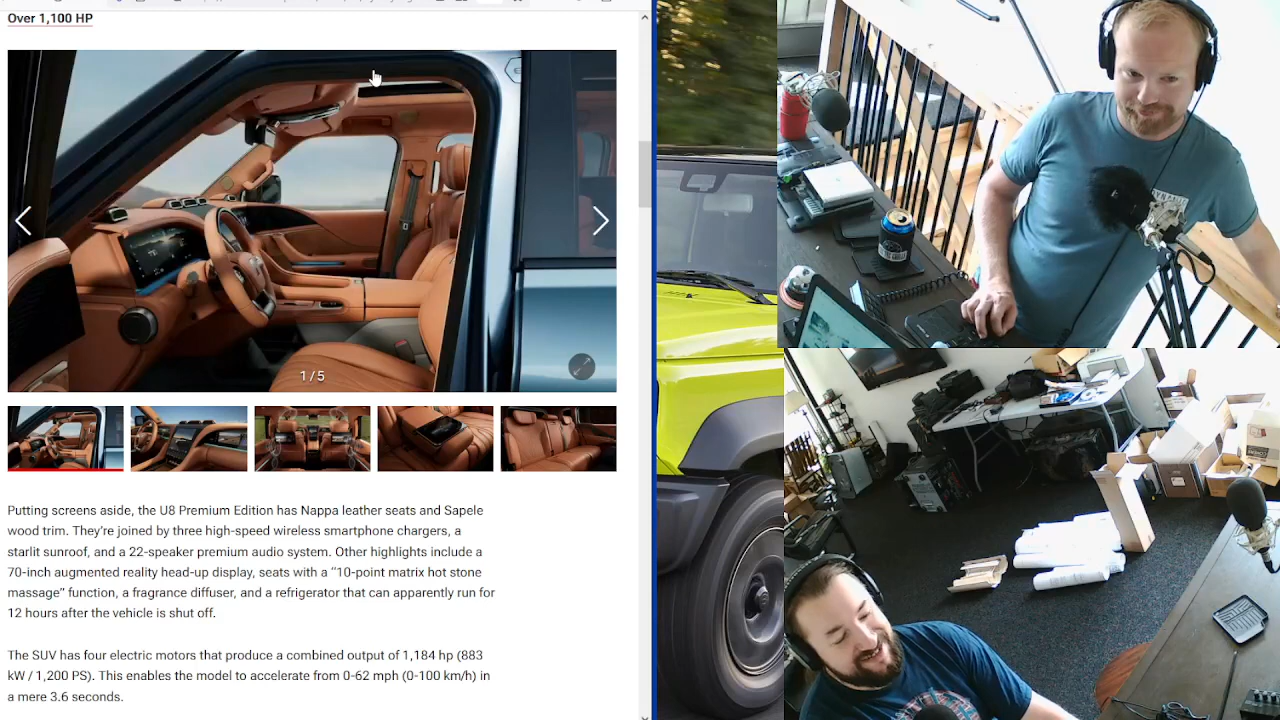 Over 1,100 HP
1 / 5
Putting screens aside, the U8 Premium Edition has Nappa leather seats and Sapele
wood trim. They're joined by three high-speed wireless smartphone chargers, a
starlit sunroof, and a 22-speaker premium audio system. Other highlights include a
70-inch augmented reality head-up display, seats with a "10-point matrix hot stone
massage" function, a fragrance diffuser, and a refrigerator that can apparently run for
12 hours after the vehicle is shut off.
The SUV has four electric motors that produce a combined output of 1,184 hp (883
kW / 1,200 PS). This enables the model to accelerate from 0-62 mph (0-100 km/h) in
a mere 3.6 seconds.